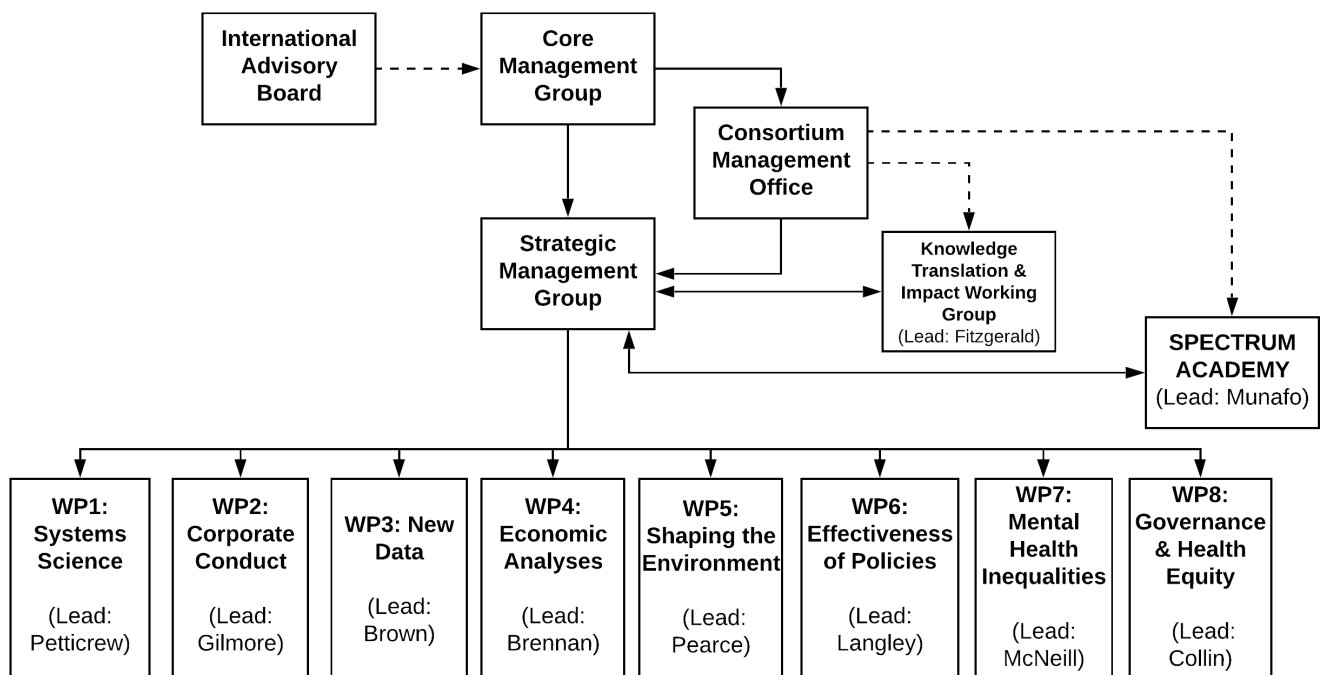 International
Advisory
Board
Core
Management
Group
Consortium
Management
Office
Strategic
Management
Group
Knowledge
Translation &
Impact Working
Group
(Lead: Fitzgerald)
SPECTRUM
ACADEMY
(Lead: Munafo)
WP1:
Systems
Science
(Lead:
Petticrew)
WP2:
Corporate
Conduct
(Lead:
Gilmore)
WP3: New
Data
(Lead:
Brown)
WP4:
Economic
Analyses
(Lead:
Brennan)
WP5:
Shaping the
Environment
(Lead:
Pearce)
WP6:
Effectiveness
of Policies
(Lead:
Langley)
WP7:
Mental
Health
Inequalities
(Lead:
McNeill)
WP8:
Governance
& Health
Equity
(Lead:
Collin)